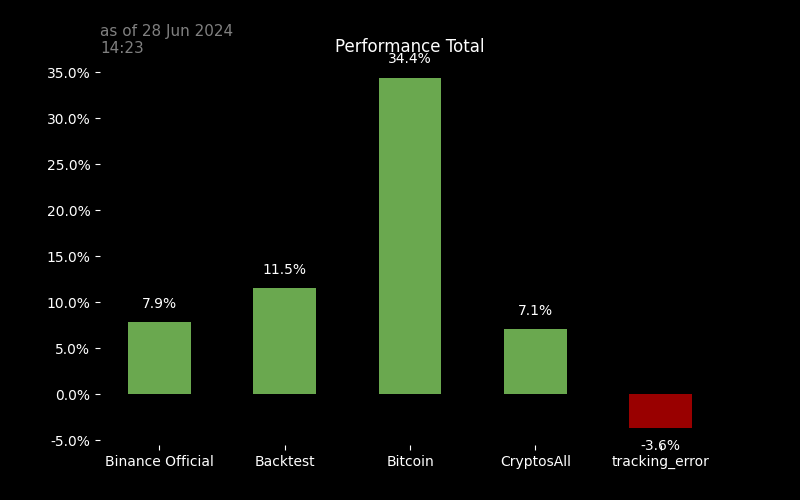 as of 28 Jun 2024
14:23
Performance Total
34.4%
35.0%
30.0%
25.0%
20.0%
15.0%
11.5%
10.0%
7.9%
7.1%
5.0%
0.0%
-5.0%
-3.6%
Binance Official
Backtest
Bitcoin
CryptosAll
tracking_error